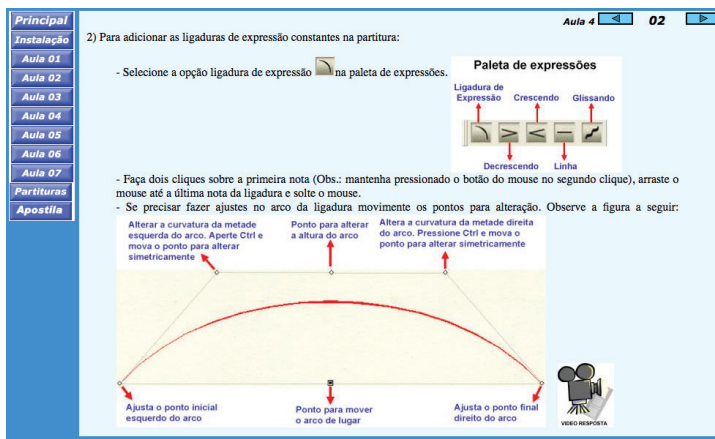 Principal
Instalação
Aula 01
Aula 02
Aula 03
Aula 04
Aula 05
Aula 06
Aula 07
Partituras
Apostila
Aula 4 02
2) Para adicionar as ligaduras de expressão constantes na partitura:
- Selecione a opção ligadura de expressão na paleta de expressões.
Paleta de expressões
Ligadura de
Expressão Crescendo Glissando
Decrescendo Linha
- Faça dois cliques sobre a primeira nota (Obs.: mantenha pressionado o botão do mouse no segundo clique), arraste o
mouse até a última nota da ligadura e solte o mouse.
- Se precisar fazer ajustes no arco da ligadura movimente os pontos para alteração. Observe a figura a seguir:
Alterar a curvatura da metade
esquerda do arco. Aperte Ctrl e
mova o ponto para alterar
simetricamente
Ponto para alterar
a altura do arco
Altera a curvatura da metade direita
do arco. Pressione Ctrl e mova o
ponto para alterar simetricamente
Ajusta o ponto inicial
esquerdo do arco
Ponto para mover
o arco de lugar
Ajusta o ponto final
direito do arco
VIDEO RESPOSTA